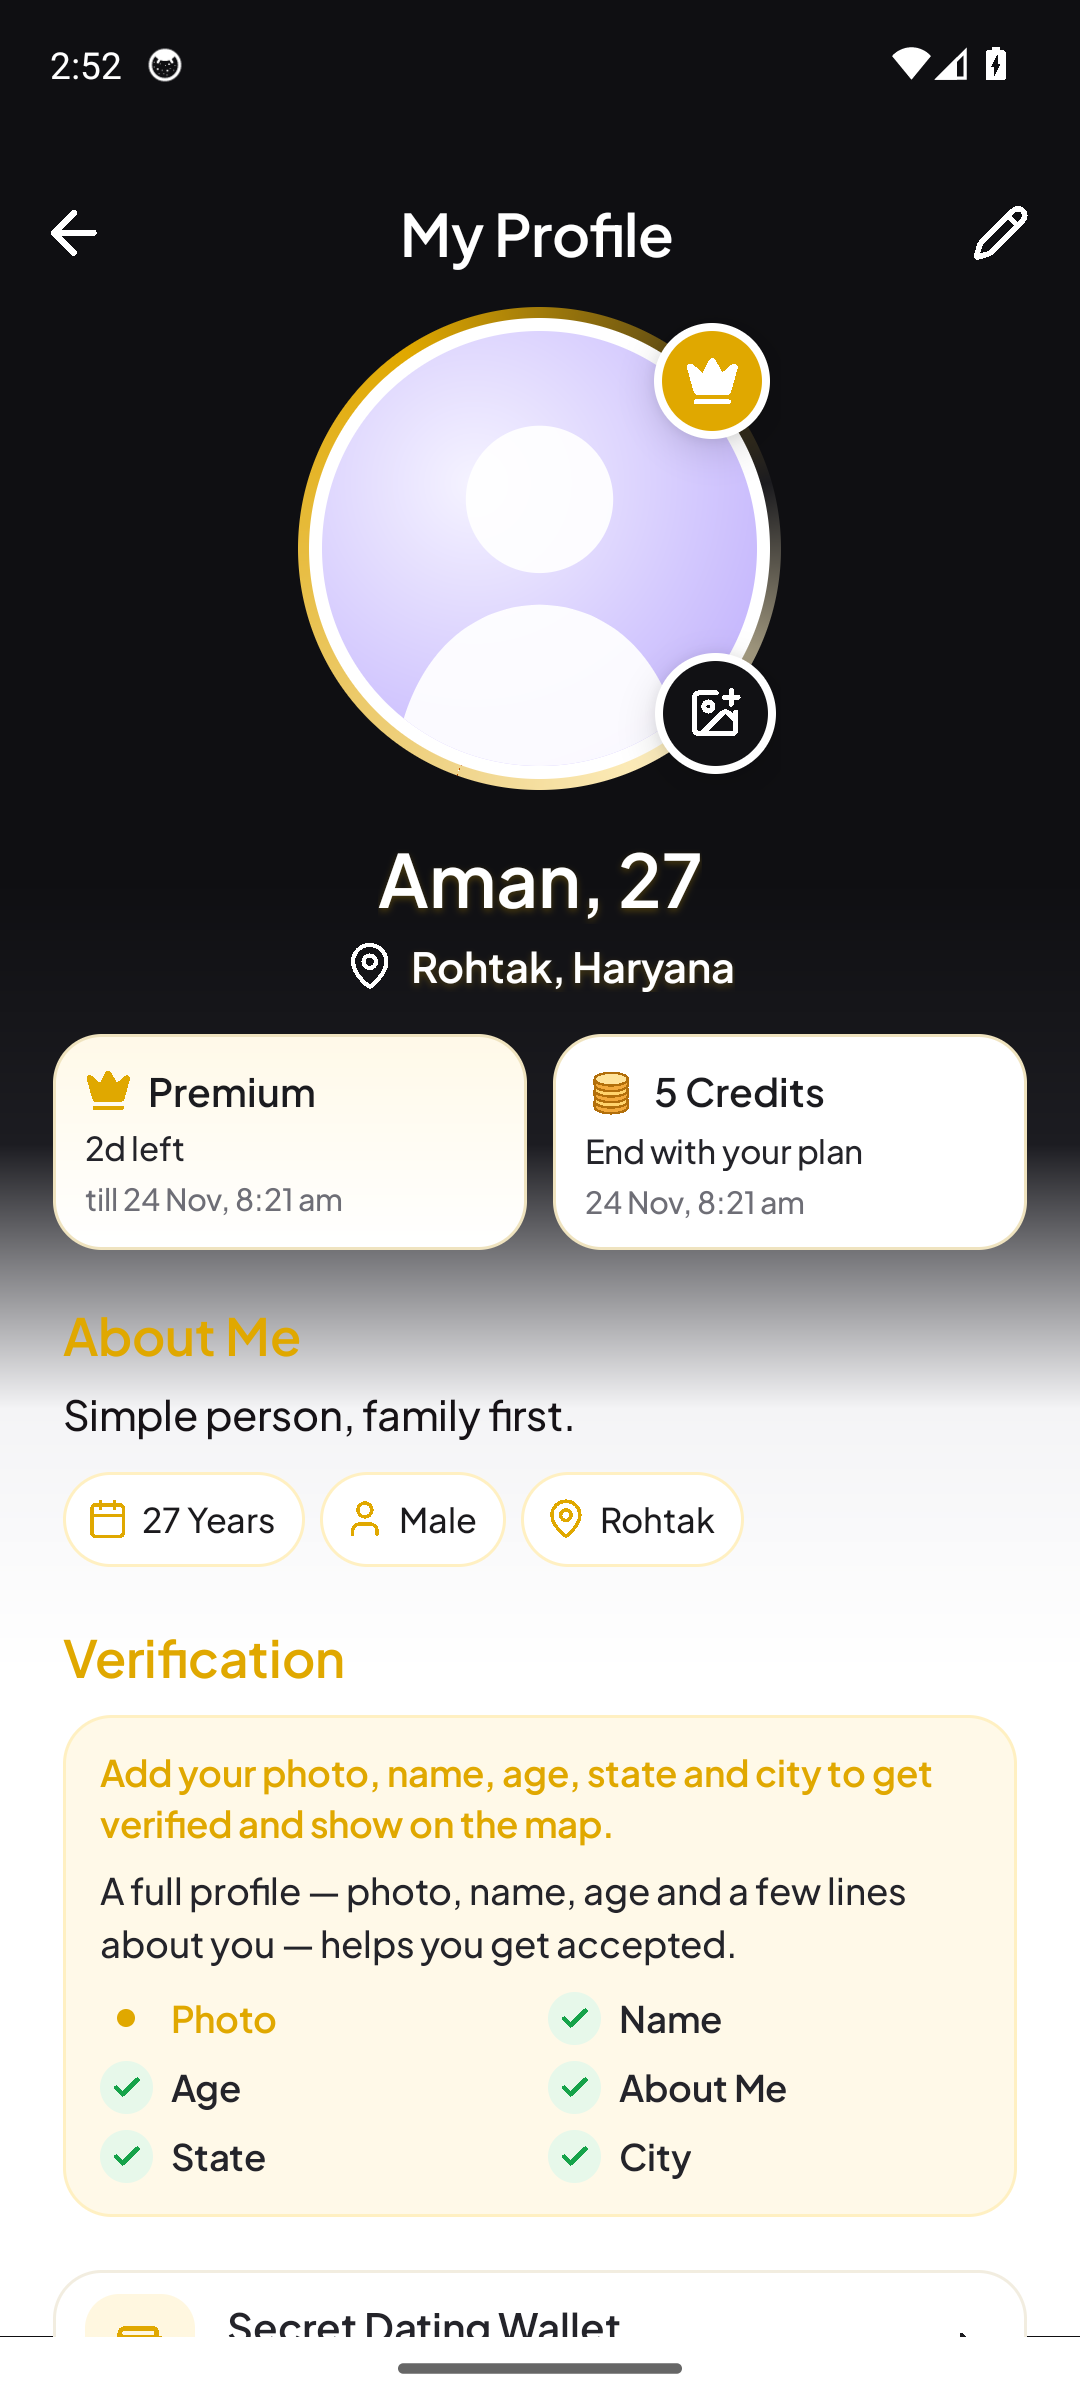 2:52
My Profile
Aman, 27
Rohtak, Haryana
Premium
2d left
till 24 Nov, 8:21 am
5 Credits
End with your plan
24 Nov, 8:21 am
About Me
Simple person, family first.
27 Years
Male
Rohtak
Verification
Add your photo, name, age, state and city to get
verified and show on the map.
A full profile — photo, name, age and a few lines
about you — helps you get accepted.
Photo
Name
Age
About Me
State
City
Secret Dating Wallet